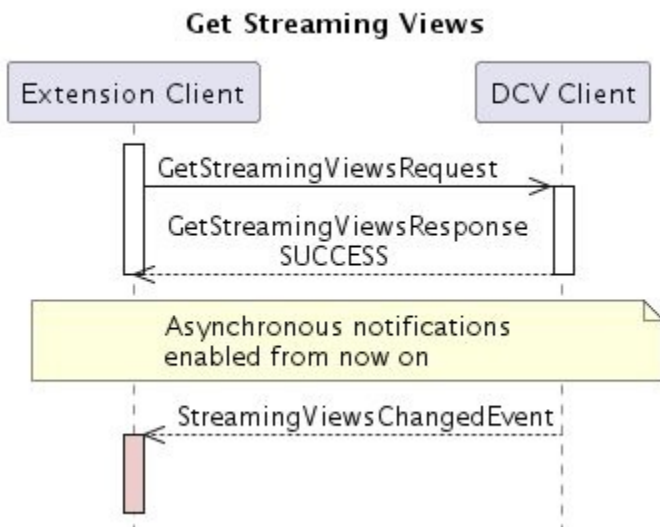 Get Streaming Views
Extension Client
DCV Client
GetStreamingViewsRequest
GetStreamingViewsResponse
SUCCESS
Asynchronous notifications
enabled from now on
StreamingViewsChangedEvent